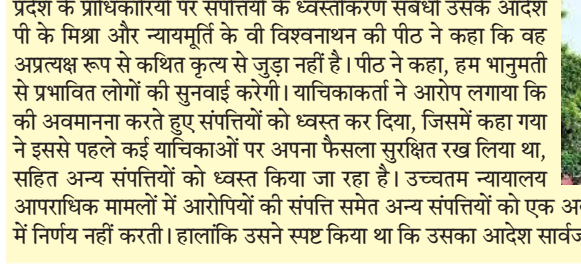 प्रदेश के प्राधिकारियों पर संपत्तियों के ध्वस्तीकरण संबंधी उसके आदेश
पी के मिश्रा और न्यायमूर्ति के वी विश्वनाथन की पीठ ने कहा कि वह
अप्रत्यक्ष रूप से कथित कृत्य से जुड़ा नहीं है। पीठ ने कहा, हम भानुमती
से प्रभावित लोगों की सुनवाई करेगी। याचिकाकर्ता ने आरोप लगाया कि
की अवमानना करते हुए संपत्तियों को ध्वस्त कर दिया, जिसमें कहा गया
ने इससे पहले कई याचिकाओं पर अपना फैसला सुरक्षित रख लिया था,
सहित अन्य संपत्तियों को ध्वस्त किया जा रहा है। उच्चतम न्यायालय
आपराधिक मामलों में आरोपियों की संपत्ति समेत अन्य संपत्तियों को एक
में निर्णय नहीं करती। हालांकि उसने स्पष्ट किया था कि उसका आदेश